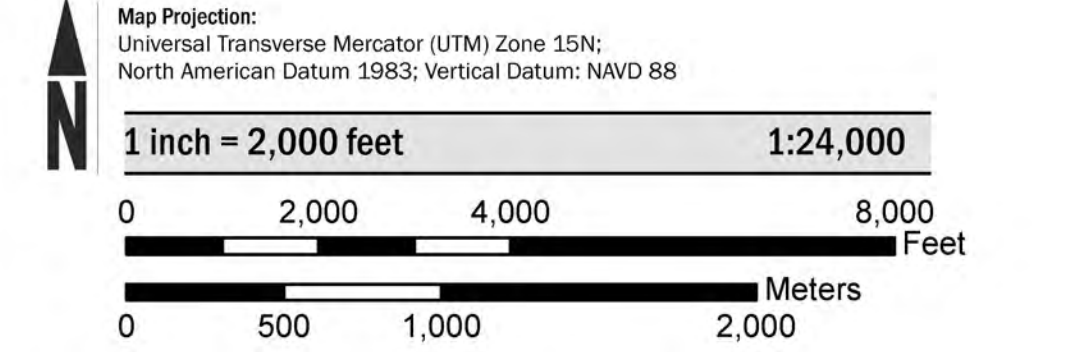 Map Projection:
Universal Transverse Mercator (UTM) Zone 15N;
North American Datum 1983; Vertical Datum: NAVD 88
N
1 inch = 2,000 feet 1:24,000
0 2,000 4,000 8,000
Feet
Meters
0 500 1,000 2,000